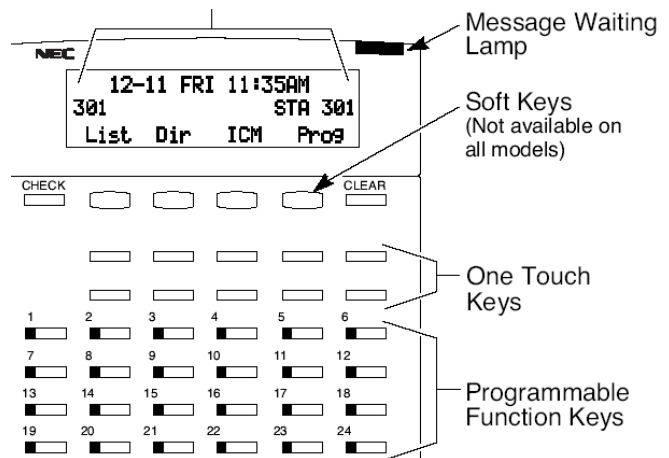 Message Waiting
Lamp
NEC
12-11 FRI 11:35AM
301 STA 301
List Dir ICM Prog
Soft Keys
(Not available on
all models)
CHECK CLEAR
One Touch
Keys
1 2 3 4 5 6
7 8 9 10 11 12
13 14 15 16 17 18
19 20 21 22 23 24
Programmable
Function Keys